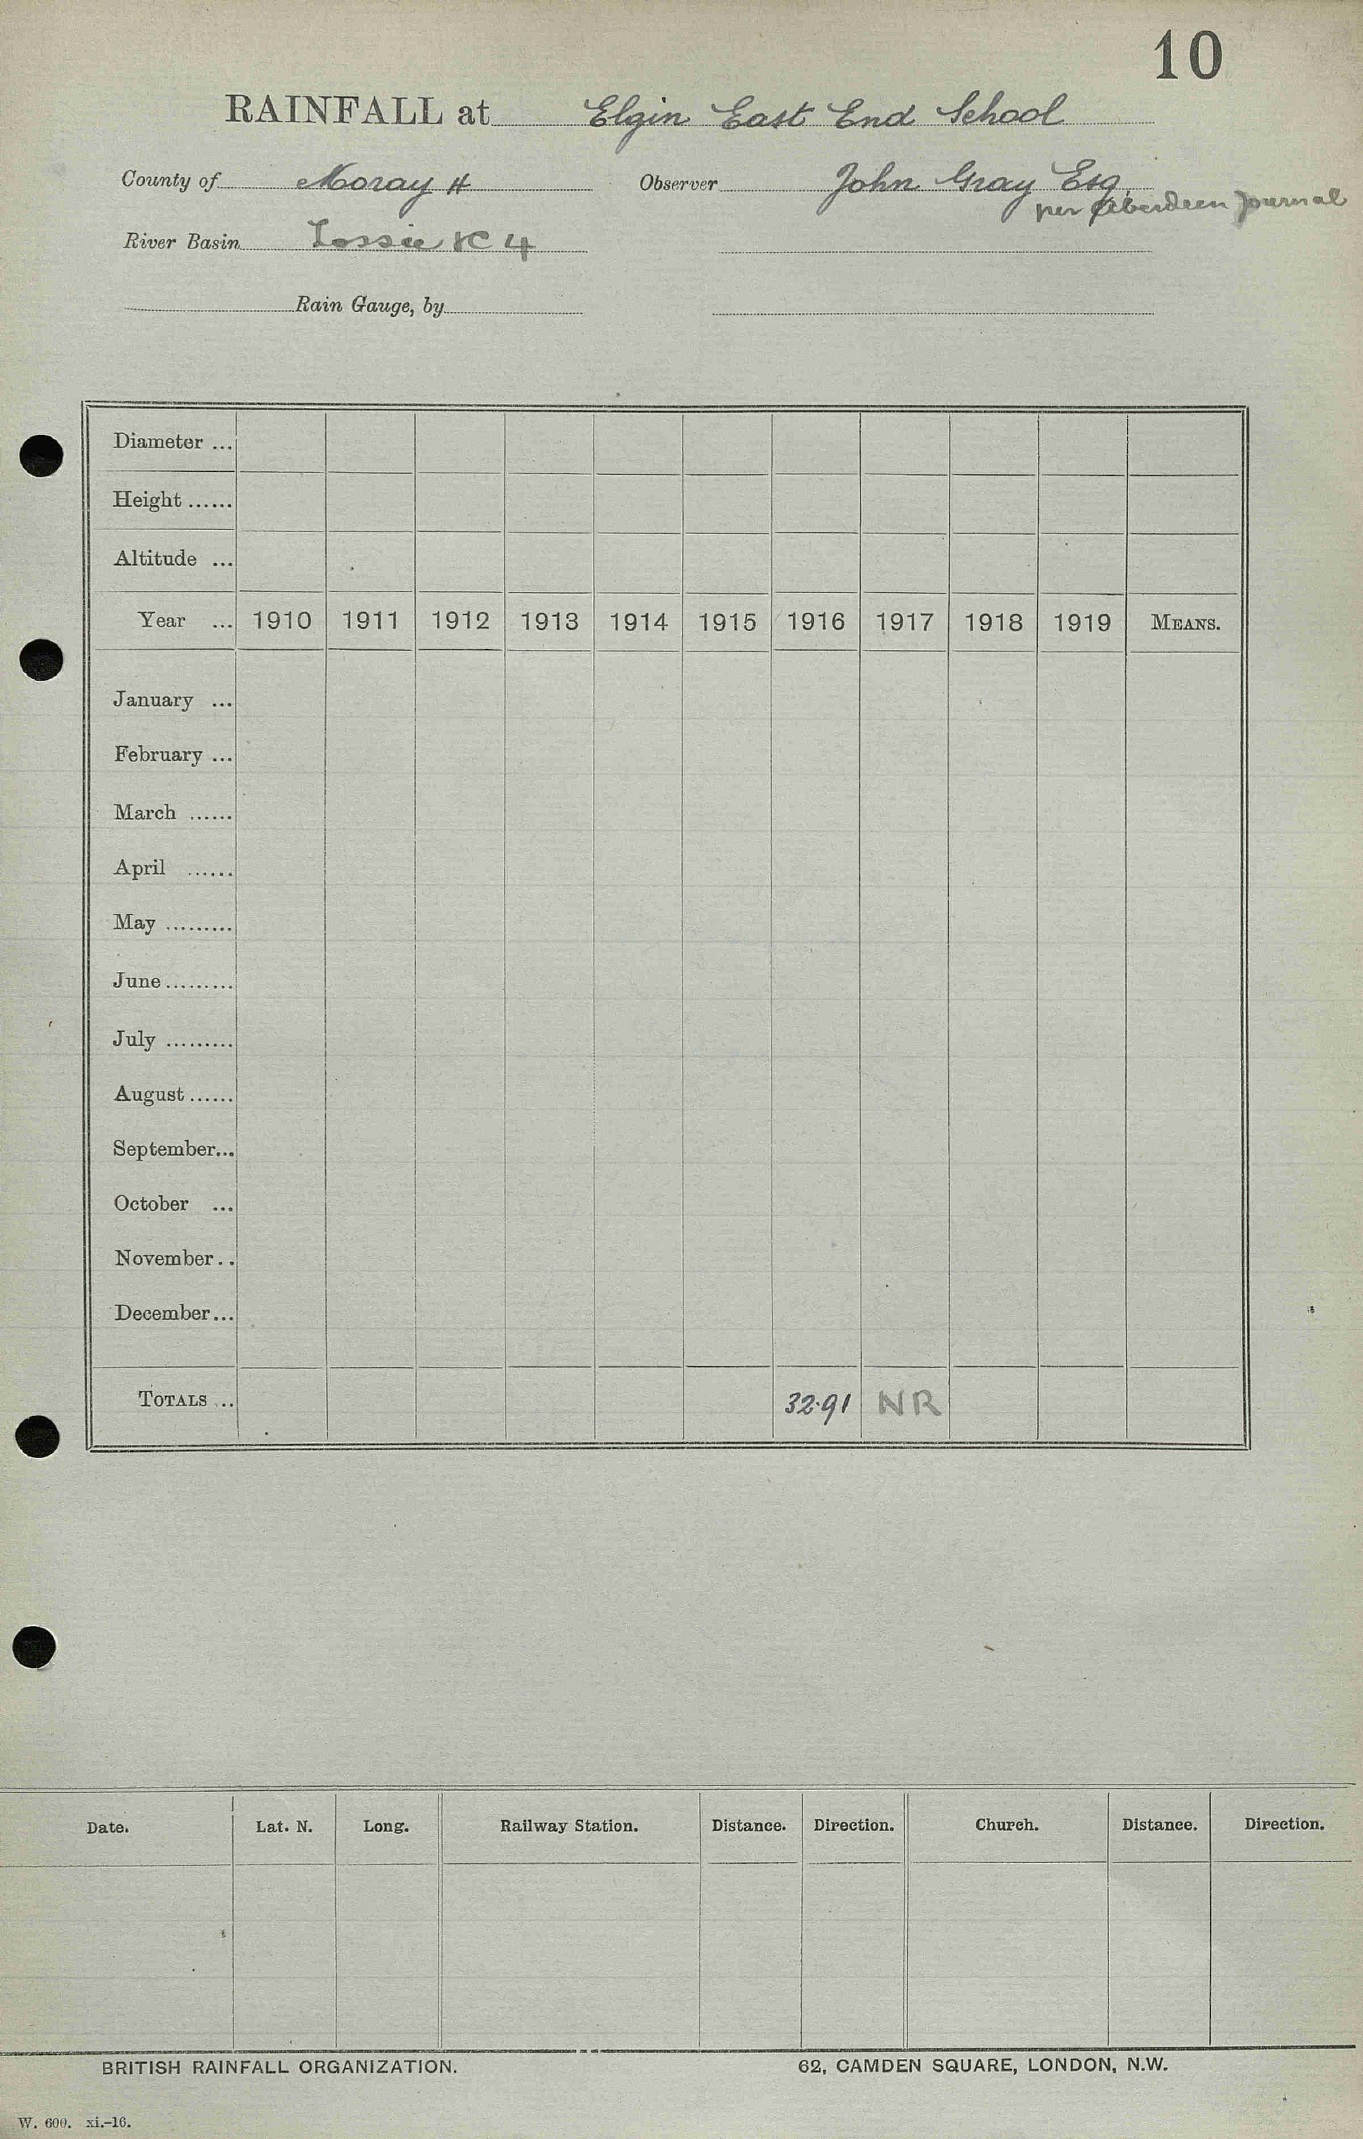 10
RAINFALL at Elgin East End School
County of Moray H Observer John Gray Esq.
per Aberdeen Journal
River Basin Lossie K 4
Rain Gauge, by
Diameter ...
Height ......
Altitude ...
Year ... 1910 1911 1912 1913 1914 1915 1916 1917 1918 1919 MEANS.
January ...
February ...
March ......
April ......
May .........
June .........
July .........
August ......
September...
October ...
November ..
December...
TOTALS ... 32.91 NR
Date. Lat. N. Long. Railway Station. Distance. Direction. Church. Distance. Direction.
BRITISH RAINFALL ORGANIZATION. 62, CAMDEN SQUARE, LONDON, N.W.
W. 600. xi.-16.